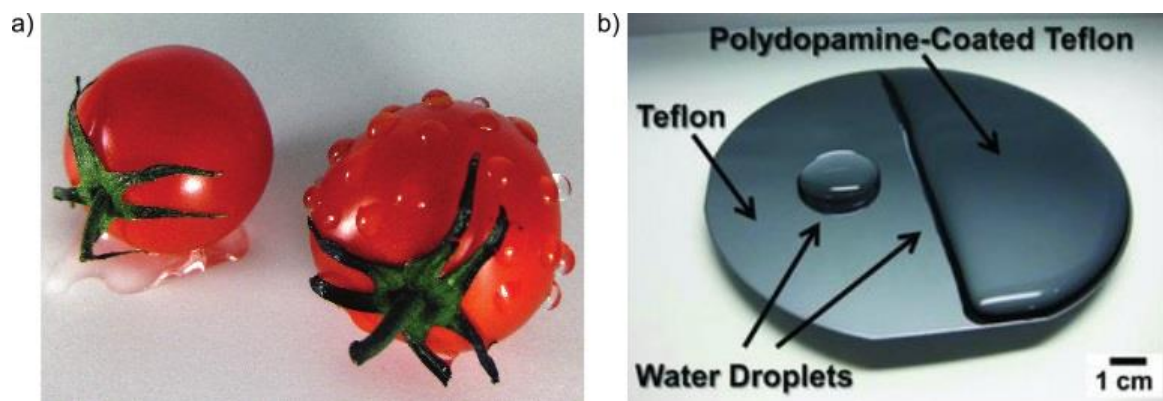 a)
b)
Polydopamine-Coated Teflon
Teflon
Water Droplets
1 cm